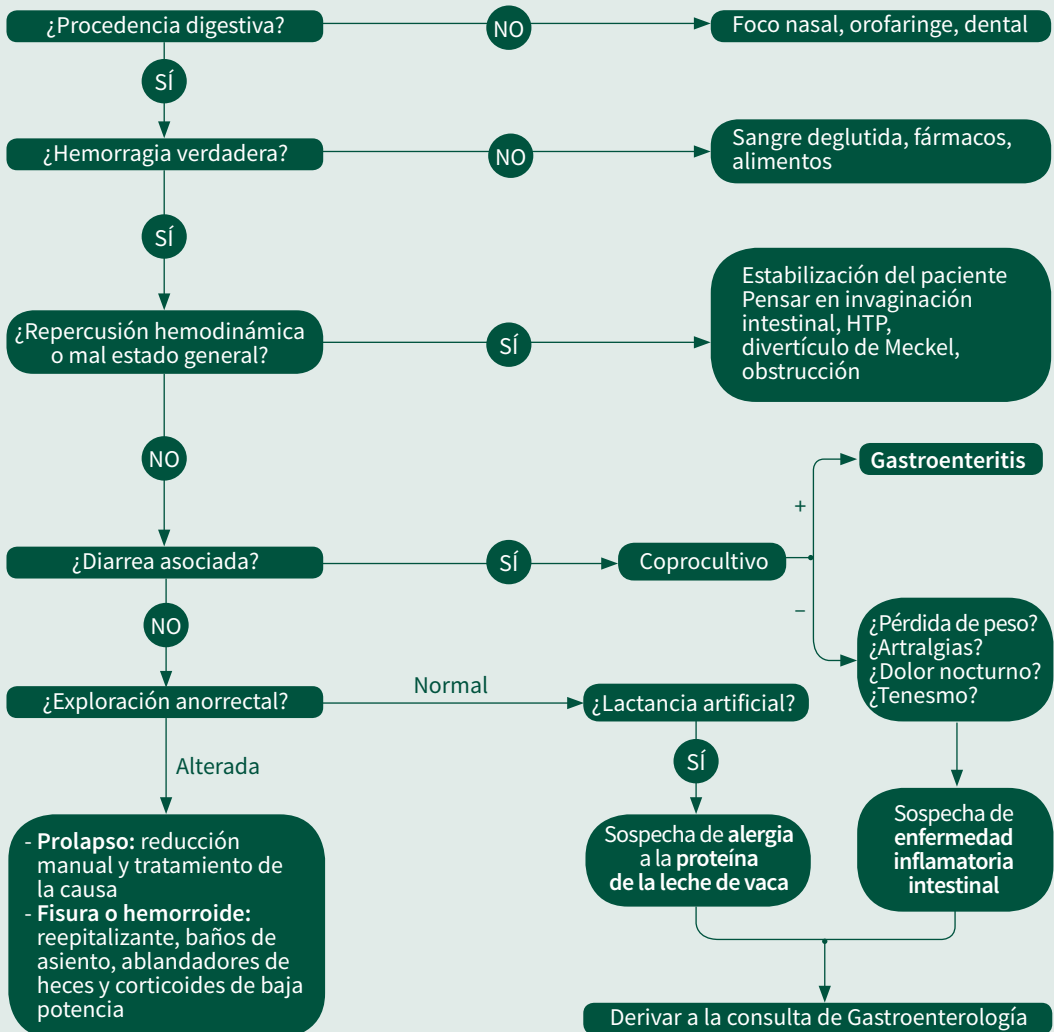 ¿Procedencia digestiva?
NO
Foco nasal, orofaringe, dental
SÍ
¿Hemorragia verdadera?
NO
Sangre deglutida, fármacos,
alimentos
SÍ
¿Repercusión hemodinámica
o mal estado general?
SÍ
Estabilización del paciente
Pensar en invaginación
intestinal, HTP,
divertículo de Meckel,
obstrucción
NO
Gastroenteritis
+
¿Diarrea asociada?
SÍ
Coprocultivo
–
¿Pérdida de peso?
¿Artralgias?
¿Dolor nocturno?
¿Tenesmo?
NO
¿Exploración anorrectal?
Normal
¿Lactancia artificial?
Alterada
SÍ
- Prolapso: reducción
manual y tratamiento de
la causa
- Fisura o hemorroide:
reepitalizante, baños de
asiento, ablandadores de
heces y corticoides de baja
potencia
Sospecha de alergia
a la proteína
de la leche de vaca
Sospecha de
enfermedad
inflamatoria
intestinal
Derivar a la consulta de Gastroenterología